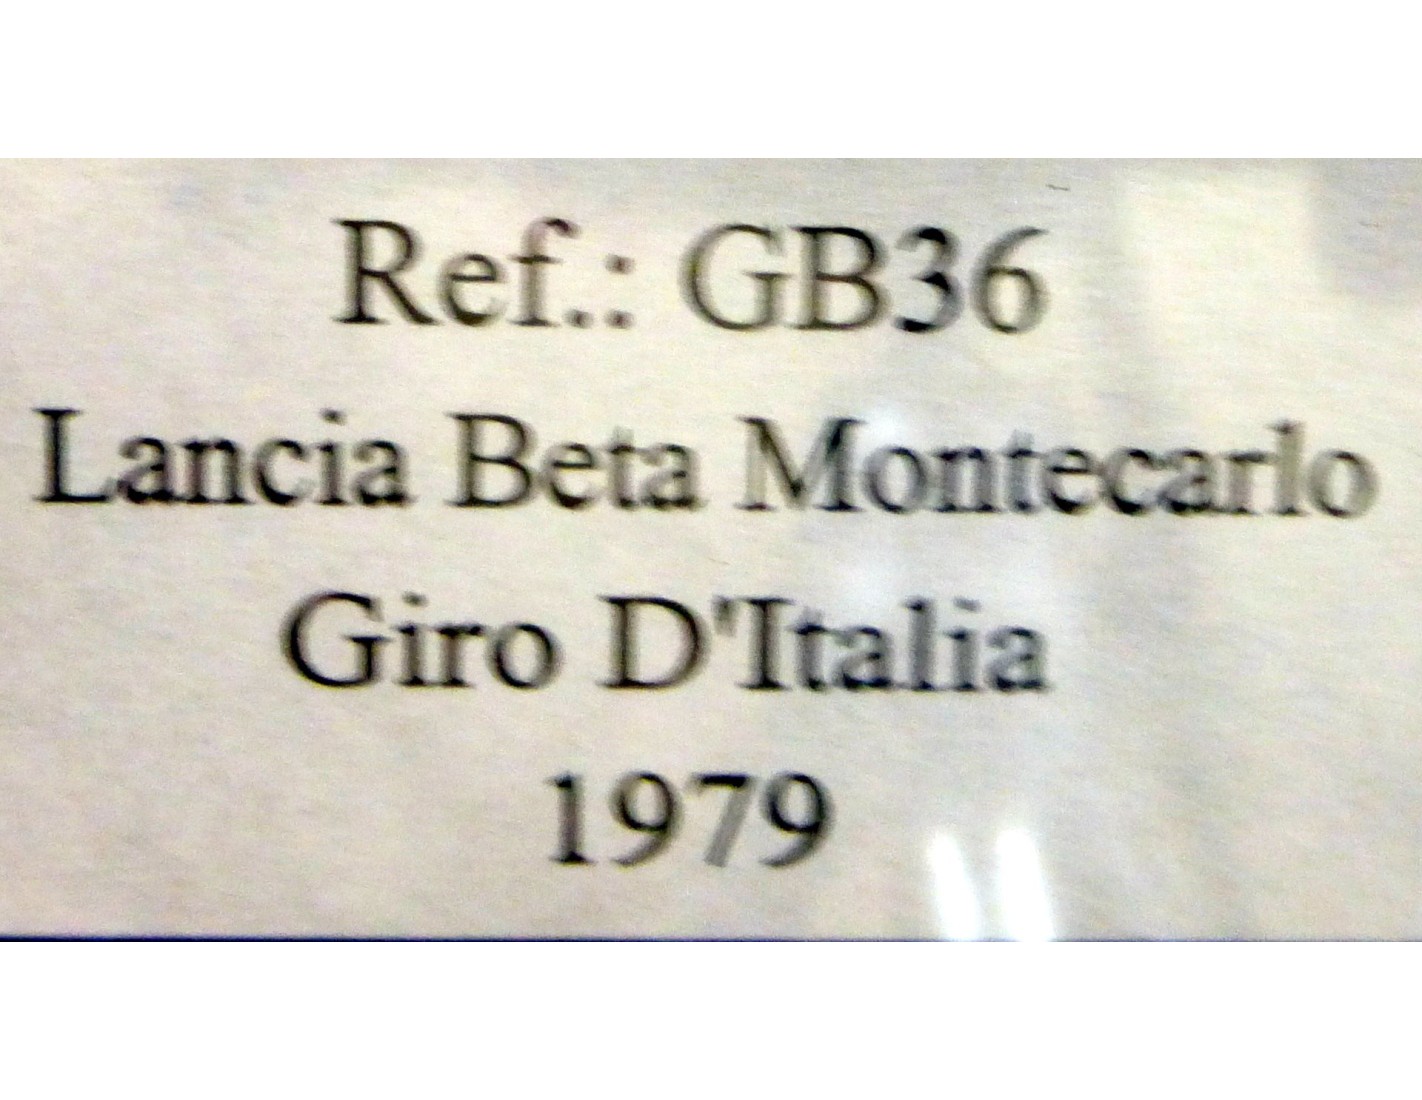 Ref.: GB36
Lancia Beta Montecarlo
Giro D'Italia
1979